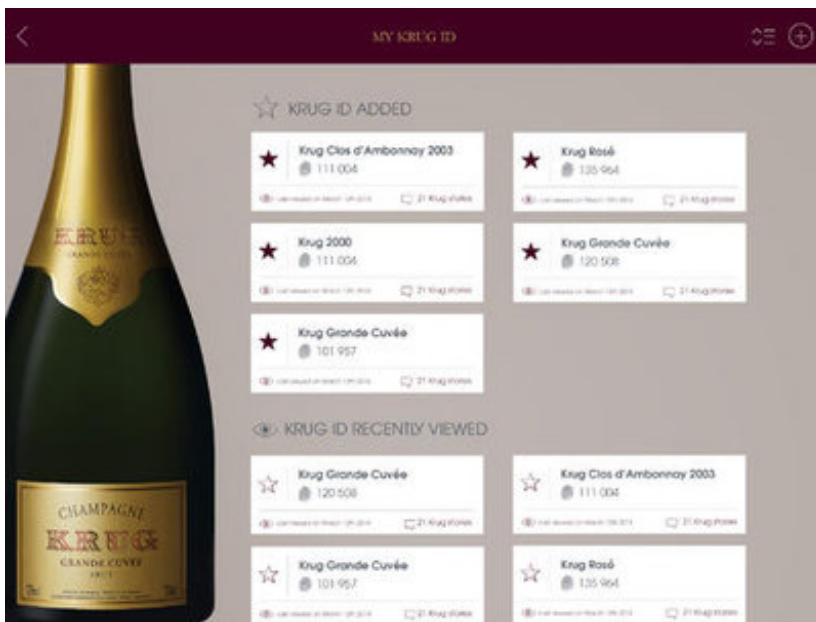 MY KRUG ID
KRUG
GRANDE CUVÉE
CHAMPAGNE
KRUG
GRANDE CUVÉE
BRUT
KRUG ID ADDED
Krug Clos d'Ambonnay 2003
111 004
21 Krug stories
Krug Rosé
135 964
21 Krug stories
Krug 2000
111 004
21 Krug stories
Krug Grande Cuvée
120 508
21 Krug stories
Krug Grande Cuvée
101 957
21 Krug stories
KRUG ID RECENTLY VIEWED
Krug Grande Cuvée
120 508
21 Krug stories
Krug Clos d'Ambonnay 2003
111 004
21 Krug stories
Krug Grande Cuvée
101 957
21 Krug stories
Krug Rosé
135 964
21 Krug stories